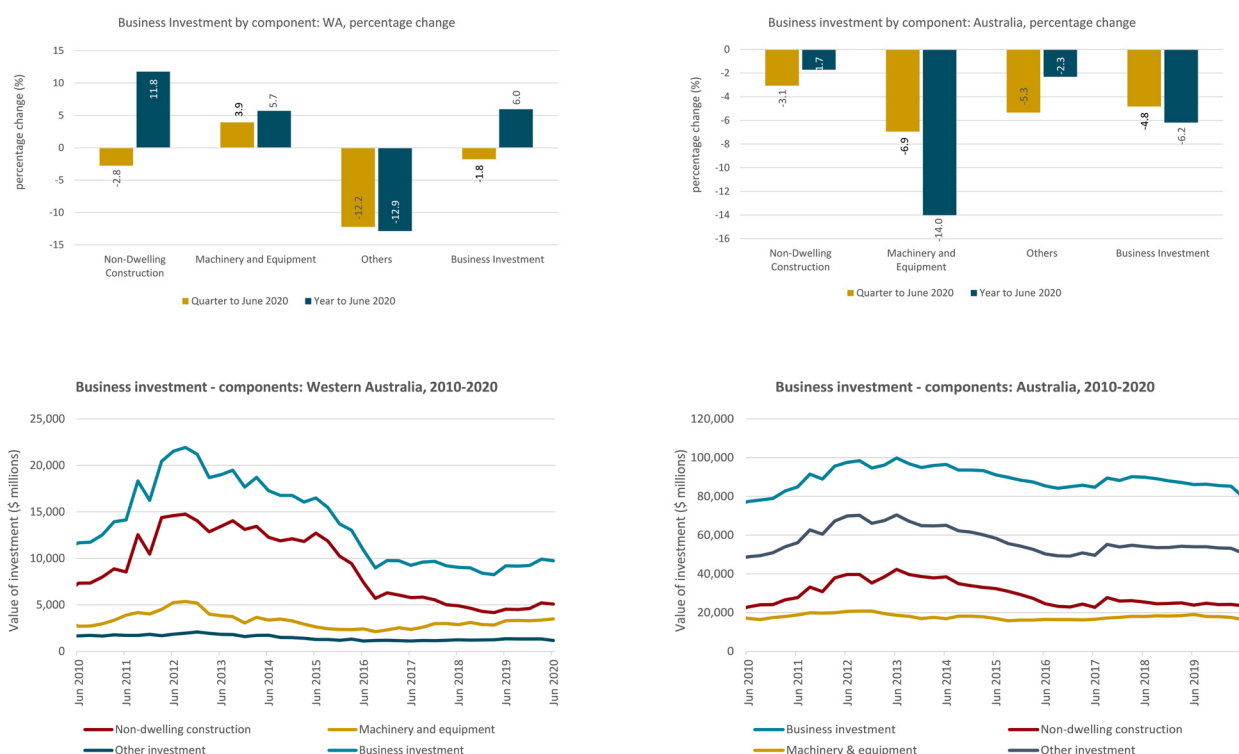 Business Investment by component: WA, percentage change
percentage change (%)
15
10
5
0
-5
-10
-15
-2.8
11.8
3.9
5.7
-12.2
-12.9
-1.8
6.0
Non-Dwelling
Construction
Machinery and Equipment
Others
Business Investment
Quarter to June 2020
Year to June 2020
Business investment by component: Australia, percentage change
percentage change (%)
0
-2
-4
-6
-8
-10
-12
-14
-16
-3.1
1.7
-6.9
-14.0
-5.3
-2.3
-4.8
-6.2
Non-Dwelling
Construction
Machinery and
Equipment
Others
Business Investment
Quarter to June 2020
Year to June 2020
Business investment - components: Western Australia, 2010-2020
Value of investment ($ millions)
25,000
20,000
15,000
10,000
5,000
0
Jun 2010
Jun 2011
Jun 2012
Jun 2013
Jun 2014
Jun 2015
Jun 2016
Jun 2017
Jun 2018
Jun 2019
Jun 2020
Non-dwelling construction
Machinery and equipment
Other investment
Business investment
Business investment - components: Australia, 2010-2020
Value of investment ($ millions)
120,000
100,000
80,000
60,000
40,000
20,000
0
Jun 2010
Jun 2011
Jun 2012
Jun 2013
Jun 2014
Jun 2015
Jun 2016
Jun 2017
Jun 2018
Jun 2019
Business investment
Non-dwelling construction
Machinery & equipment
Other investment